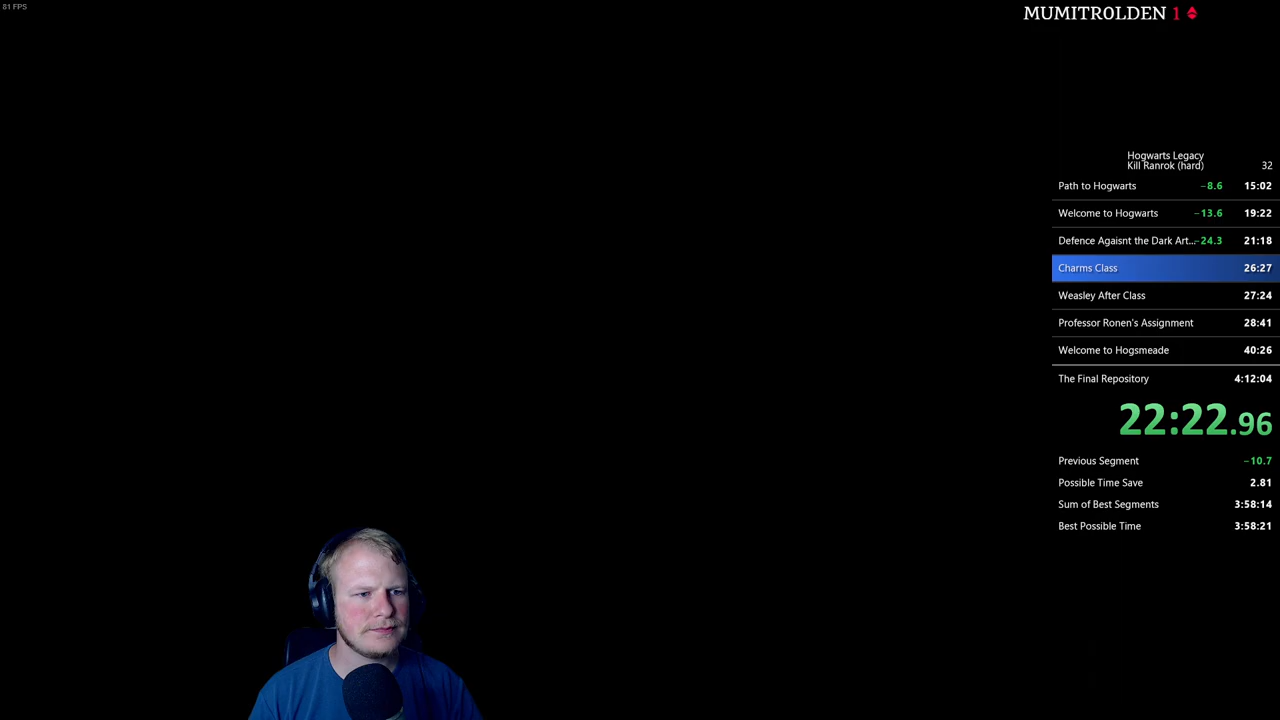 81 FPS
MUMITR0LDEN 1
Hogwarts Legacy
Kill Ranrok (hard) 32
Path to Hogwarts −8.6 15:02
Welcome to Hogwarts −13.6 19:22
Defence Agaisnt the Dark Art... −24.3 21:18
Charms Class 26:27
Weasley After Class 27:24
Professor Ronen's Assignment 28:41
Welcome to Hogsmeade 40:26
The Final Repository 4:12:04
22:22.96
Previous Segment −10.7
Possible Time Save 2.81
Sum of Best Segments 3:58:14
Best Possible Time 3:58:21